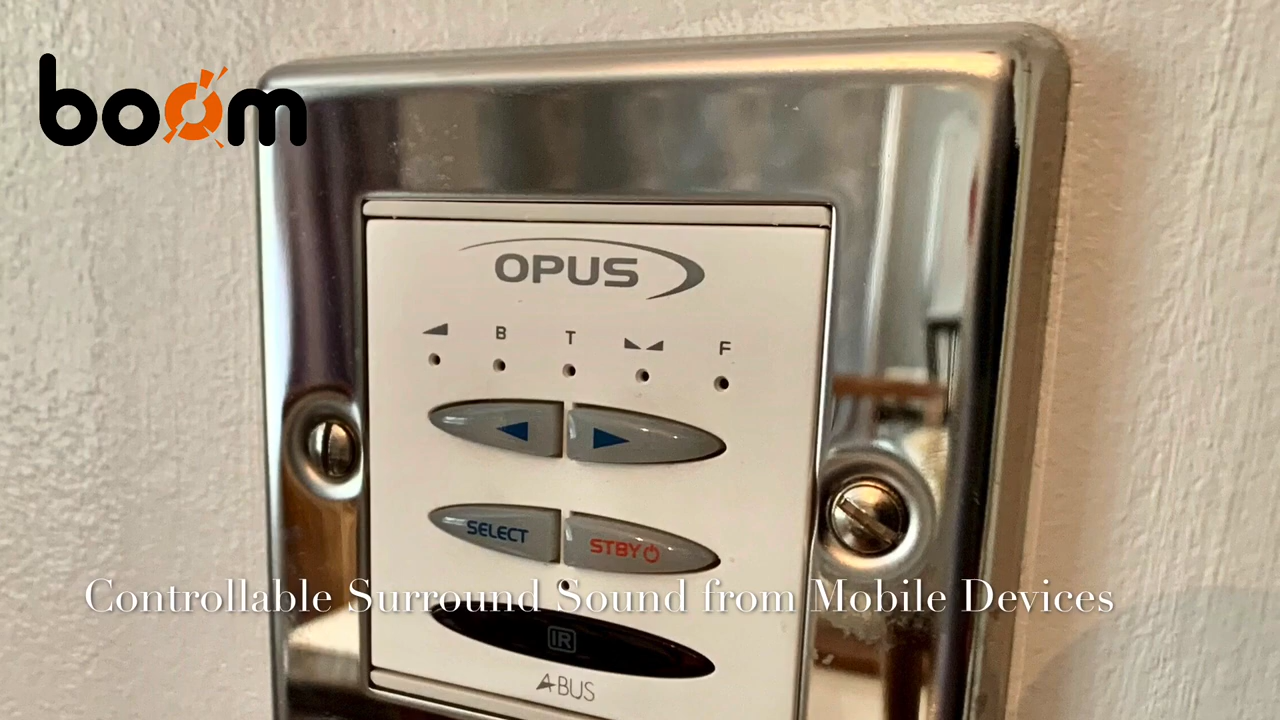 boom
OPUS
B T F
SELECT STBY
Controllable Surround Sound from Mobile Devices
IR
A-BUS